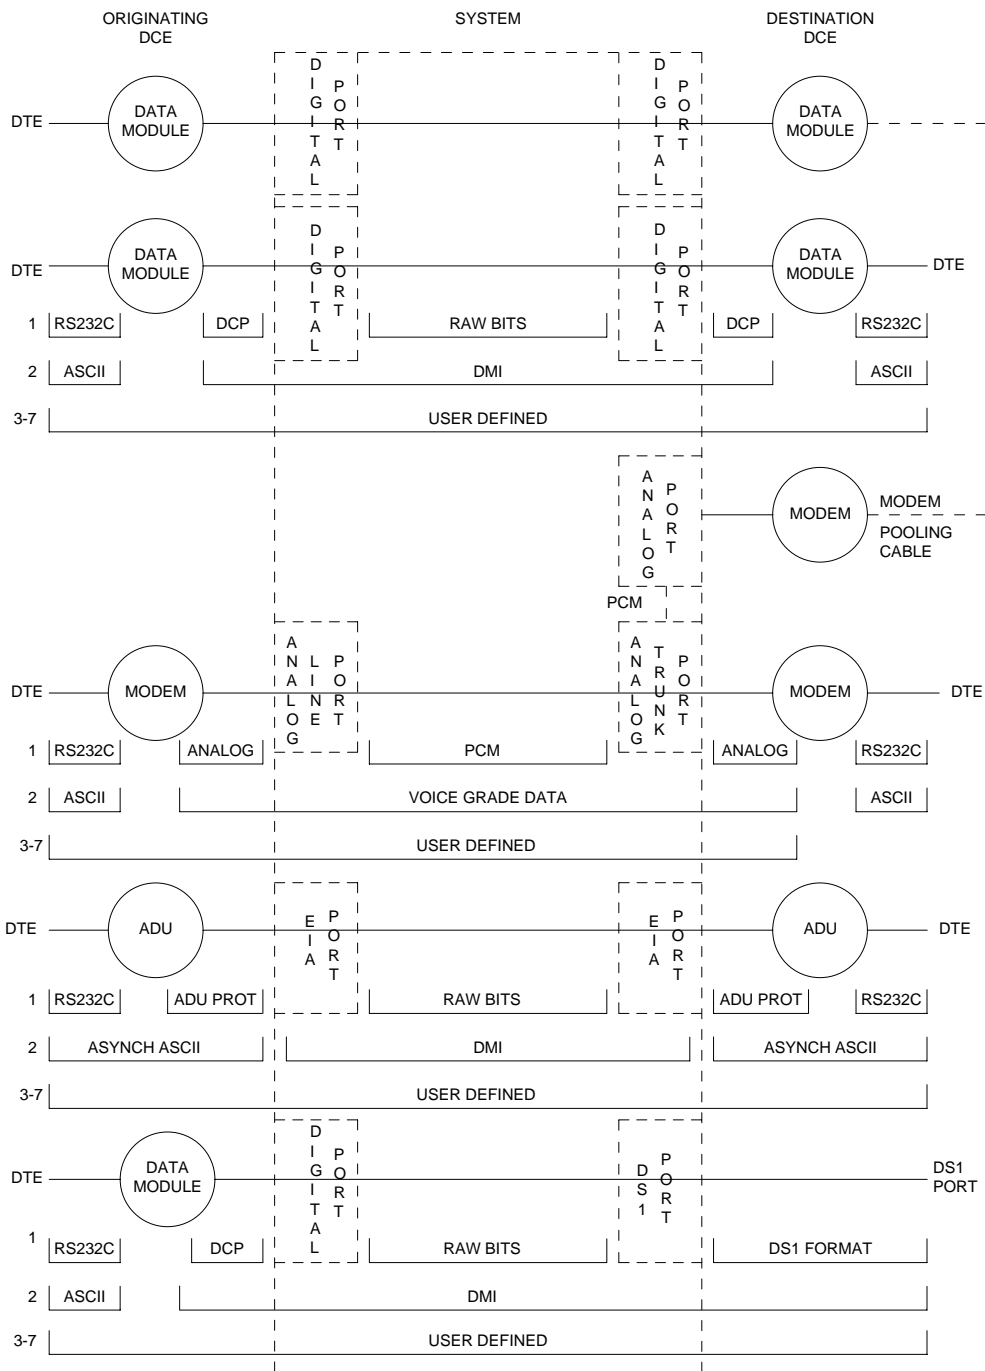 ORIGINATING DCE
SYSTEM
DESTINATION DCE
DTE
DATA MODULE
DIGITAL PORT
DIGITAL PORT
DATA MODULE
DTE
DATA MODULE
DIGITAL PORT
DIGITAL PORT
DATA MODULE
DTE
1 RS232C DCP RAW BITS DCP RS232C
2 ASCII DMI ASCII
3-7 USER DEFINED
ANALOG PORT
MODEM
MODEM POOLING CABLE
PCM
DTE
MODEM
ANALOG LINE PORT
ANALOG TRUNK PORT
MODEM
DTE
1 RS232C ANALOG PCM ANALOG RS232C
2 ASCII VOICE GRADE DATA ASCII
3-7 USER DEFINED
DTE
ADU
EIA PORT
EIA PORT
ADU
DTE
1 RS232C ADU PROT RAW BITS ADU PROT RS232C
2 ASYNCH ASCII DMI ASYNCH ASCII
3-7 USER DEFINED
DTE
DATA MODULE
DIGITAL PORT
DS1 PORT
DS1 PORT
1 RS232C DCP RAW BITS DS1 FORMAT
2 ASCII DMI
3-7 USER DEFINED